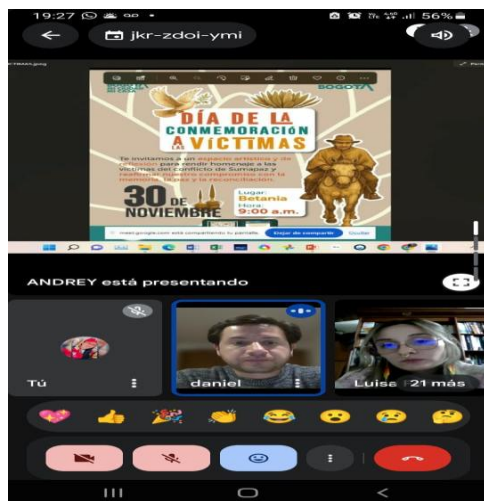 19:27
56%
jkr-zdoi-ymi
BOGOTÁ
DÍA DE LA
CONMEMORACIÓN
A LAS VÍCTIMAS
Te invitamos a un espacio artístico y de
reflexión para rendir homenaje a las
víctimas del conflicto de Sumapaz y
reafirmar nuestro compromiso con la
memoria, la paz y la reconciliación.
30 DE
NOVIEMBRE
Lugar:
Betania
Hora:
9:00 a.m.
meet.google.com está compartiendo tu pantalla.
Dejar de compartir
Ocultar
ANDREY está presentando
Tú
daniel
Luisa
21 más